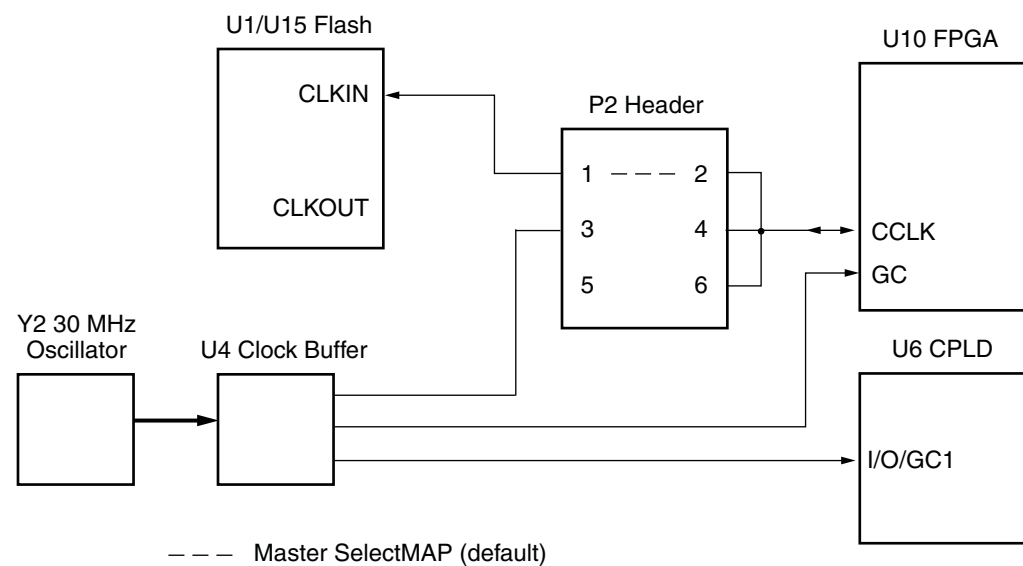 U1/U15 Flash
U10 FPGA
CLKIN
P2 Header
1 2
CLKOUT
3 4
CCLK
5 6
GC
Y2 30 MHz
Oscillator
U4 Clock Buffer
U6 CPLD
I/O/GC1
Master SelectMAP (default)